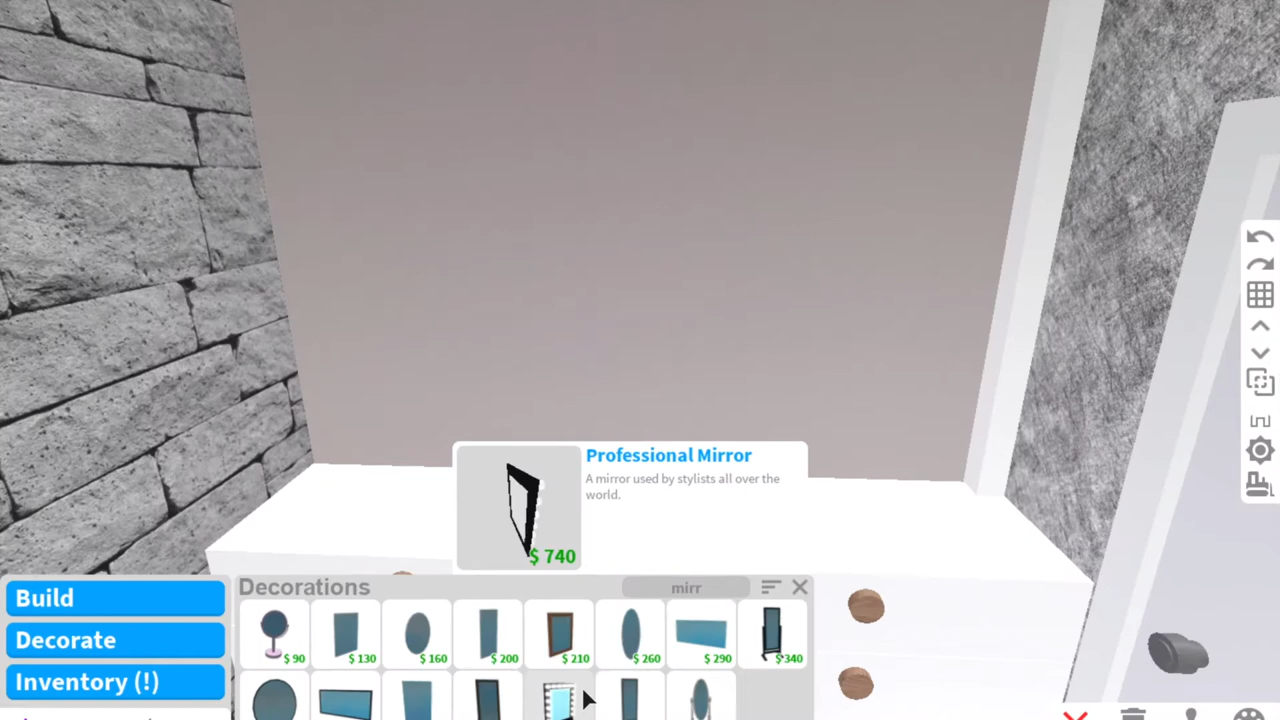 Professional Mirror
A mirror used by stylists all over the
world.
$ 740
Build
Decorate
Inventory (!)
Decorations
mirr
$ 90
$ 130
$ 160
$ 200
$ 210
$ 260
$ 290
$ 340